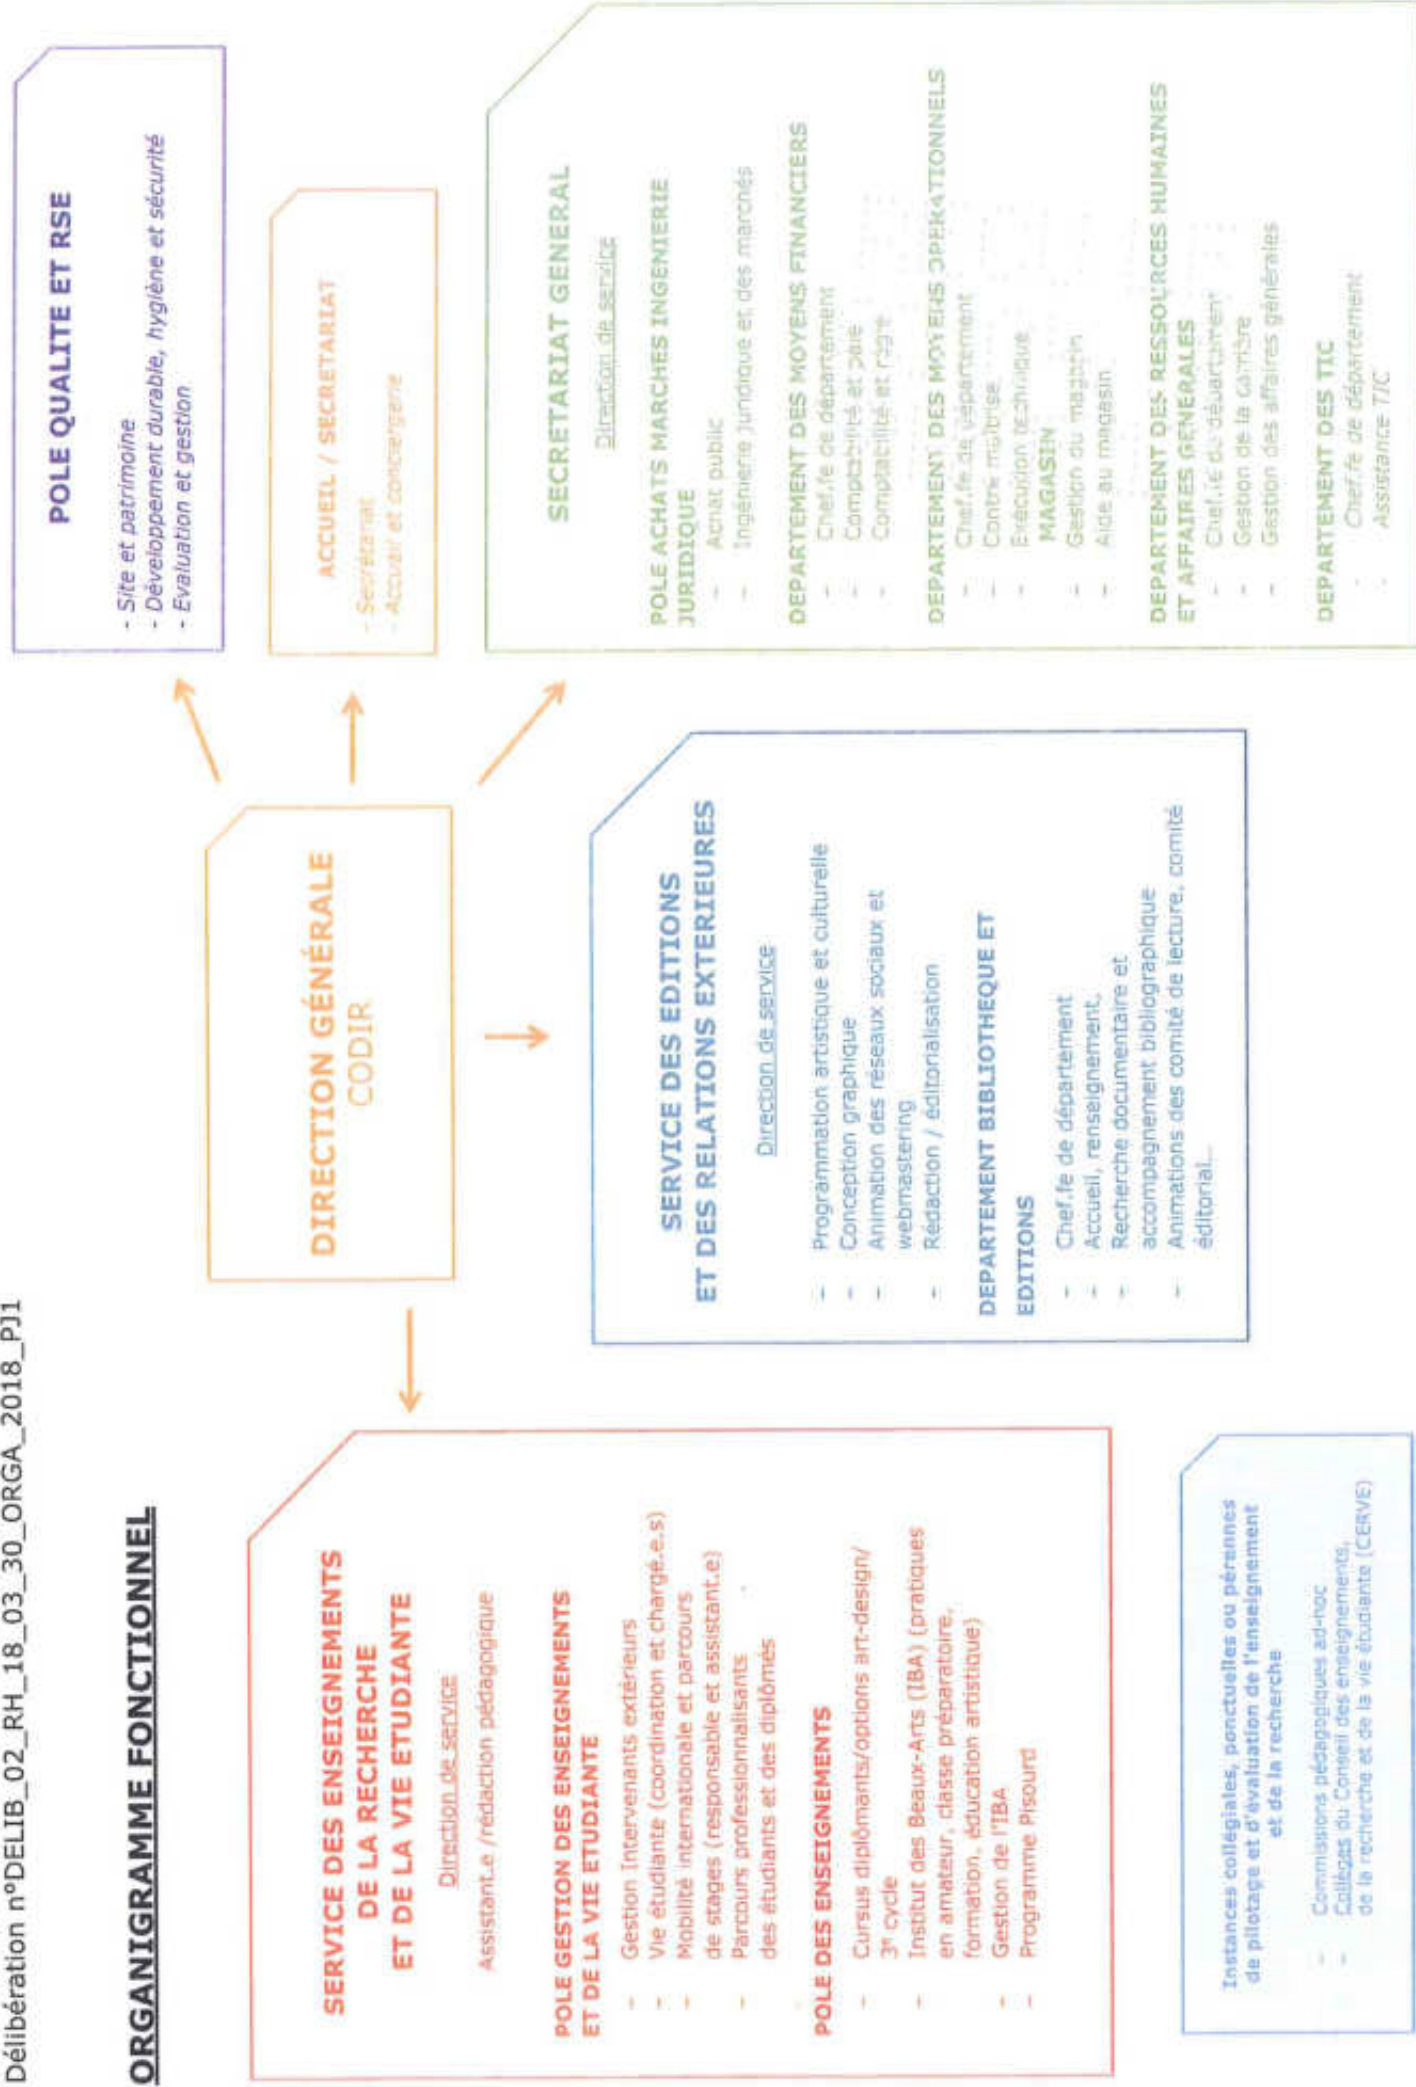 Délibération n°DELIB_02_RH_18_03_30_ORGA_2018_PJ1
ORGANIGRAMME FONCTIONNEL
SERVICE DES ENSEIGNEMENTS
DE LA RECHERCHE
ET DE LA VIE ETUDIANTE
Direction de service
Assistant.e /rédaction pédagogique
POLE GESTION DES ENSEIGNEMENTS
ET DE LA VIE ETUDIANTE
- Gestion Intervenants extérieurs
- Vie étudiante (coordination et chargé.e.s)
- Mobilité internationale et parcours
de stages (responsable et assistant.e)
- Parcours professionnalisants
des étudiants et des diplômés
POLE DES ENSEIGNEMENTS
- Cursus diplômants/options art-design/
3e cycle
- Institut des Beaux-Arts (IBA) (pratiques
en amateur, classe préparatoire,
formation, éducation artistique)
- Gestion de l'IBA
- Programme Pisourd
Instances collégiales, ponctuelles ou pérennes
de pilotage et d'évaluation de l'enseignement
et de la recherche
- Commissions pédagogiques ad-hoc
- Collèges du Conseil des enseignements,
de la recherche et de la vie étudiante (CERVE)
DIRECTION GÉNÉRALE
CODIR
SERVICE DES EDITIONS
ET DES RELATIONS EXTERIEURES
Direction de service
- Programmation artistique et culturelle
- Conception graphique
- Animation des réseaux sociaux et
webmastering
- Rédaction / éditorialisation
DEPARTEMENT BIBLIOTHEQUE ET
EDITIONS
- Chef.fe de département
- Accueil, renseignement,
- Recherche documentaire et
accompagnement bibliographique
- Animations des comité de lecture, comité
éditorial...
POLE QUALITE ET RSE
- Site et patrimoine
- Développement durable, hygiène et sécurité
- Evaluation et gestion
ACCUEIL / SECRETARIAT
- Secrétariat
- Accueil et conciergerie
SECRETARIAT GENERAL
Direction de service
POLE ACHATS MARCHES INGENIERIE
JURIDIQUE
- Achat public
- Ingénierie juridique et des marchés
DEPARTEMENT DES MOYENS FINANCIERS
- Chef.fe de département
- Comptabilité et paie
- Comptabilité et
DEPARTEMENT DES MOYENS OPERATIONNELS
- Chef.fe de département
- Contre maîtrise
- Exécution technique
MAGASIN
- Gestion du magasin
- Aide au magasin
DEPARTEMENT DES RESSOURCES HUMAINES
ET AFFAIRES GENERALES
- Chef.fe du département
- Gestion de la carrière
- Gestion des affaires générales
DEPARTEMENT DES TIC
- Chef.fe de département
- Assistance TIC